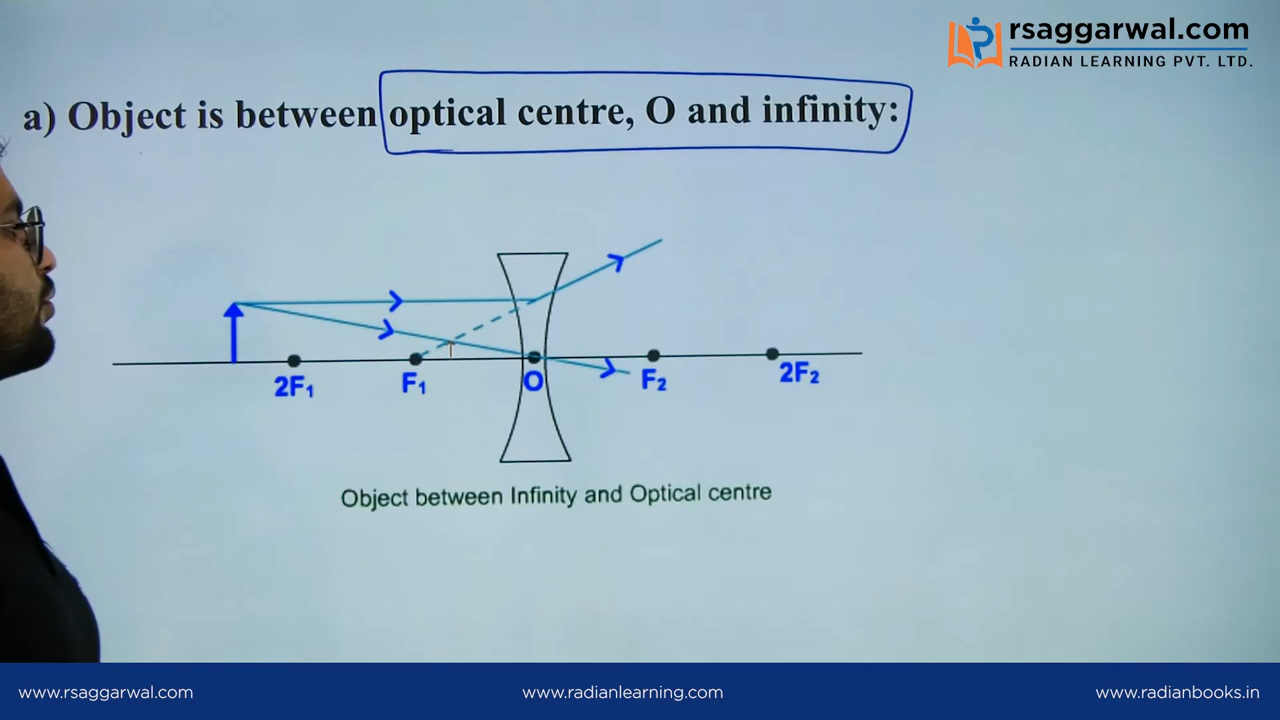 rsaggarwal.com
RADIAN LEARNING PVT. LTD.
a) Object is between optical centre, O and infinity:
2F₁
F₁
O
F₂
2F₂
Object between Infinity and Optical centre
www.rsaggarwal.com
www.radianlearning.com
www.radianbooks.in